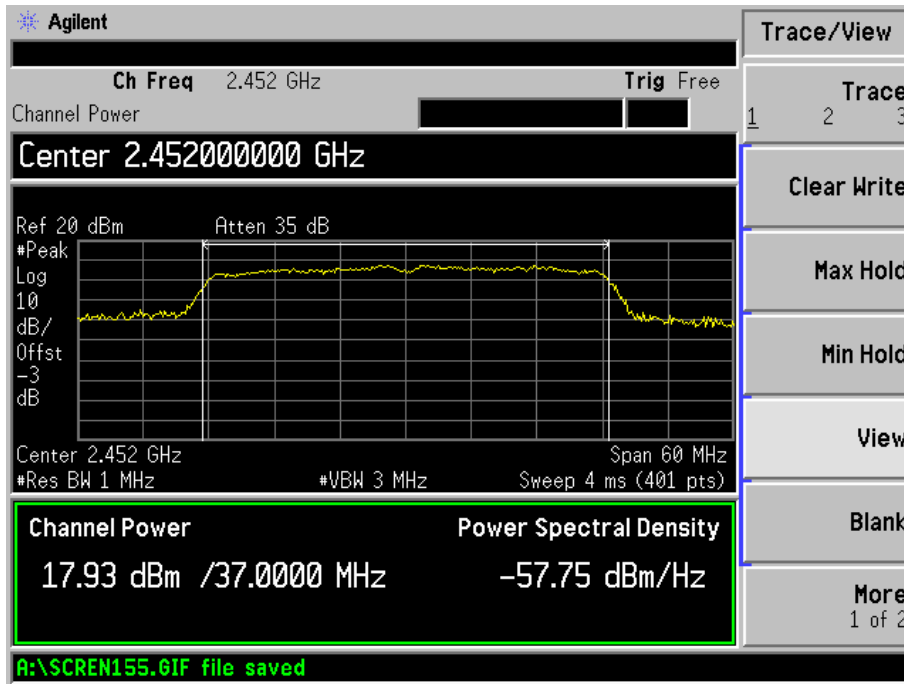 Agilent
Trace/View
Ch Freq 2.452 GHz Trig Free
Channel Power
Trace
1 2 3
Center 2.452000000 GHz
Clear Write
Ref 20 dBm Atten 35 dB
#Peak
Log
10
dB/
Offst
-3
dB
Max Hold
Min Hold
Center 2.452 GHz Span 60 MHz
#Res BW 1 MHz #VBW 3 MHz Sweep 4 ms (401 pts)
View
Channel Power Power Spectral Density
17.93 dBm /37.0000 MHz -57.75 dBm/Hz
Blank
More
1 of 2
A:\SCREN155.GIF file saved